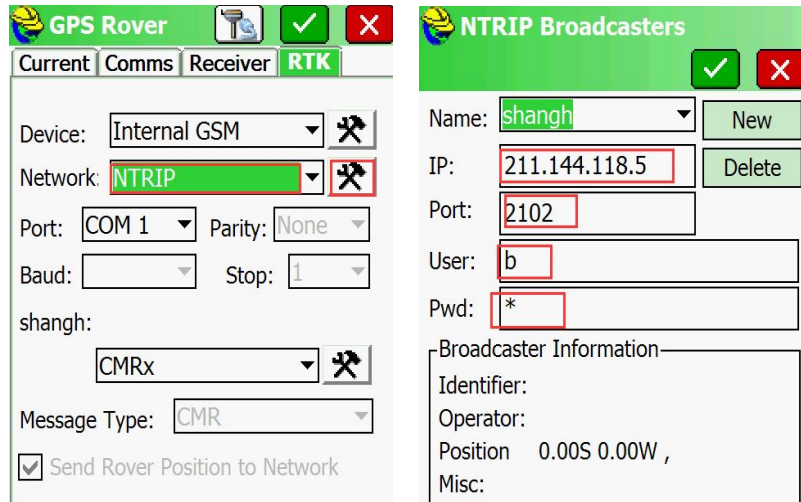 GPS Rover
Current Comms Receiver RTK
Device: Internal GSM
Network: NTRIP
Port: COM 1 Parity: None
Baud: Stop: 1
shangh:
CMRx
Message Type: CMR
Send Rover Position to Network
NTRIP Broadcasters
Name: shangh New
IP: 211.144.118.5 Delete
Port: 2102
User: b
Pwd: *
Broadcaster Information
Identifier:
Operator:
Position 0.00S 0.00W ,
Misc: